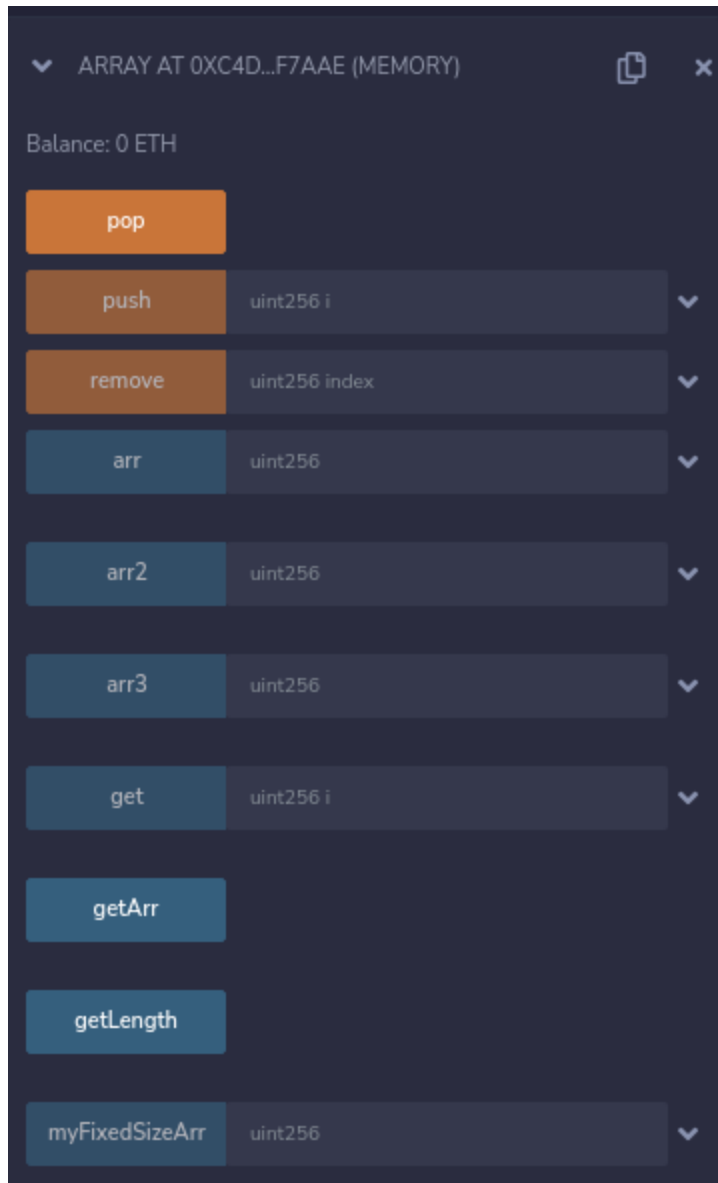 ARRAY AT 0XC4D...F7AAE (MEMORY)
Balance: 0 ETH
pop
push uint256 i
remove uint256 index
arr uint256
arr2 uint256
arr3 uint256
get uint256 i
getArr
getLength
myFixedSizeArr uint256